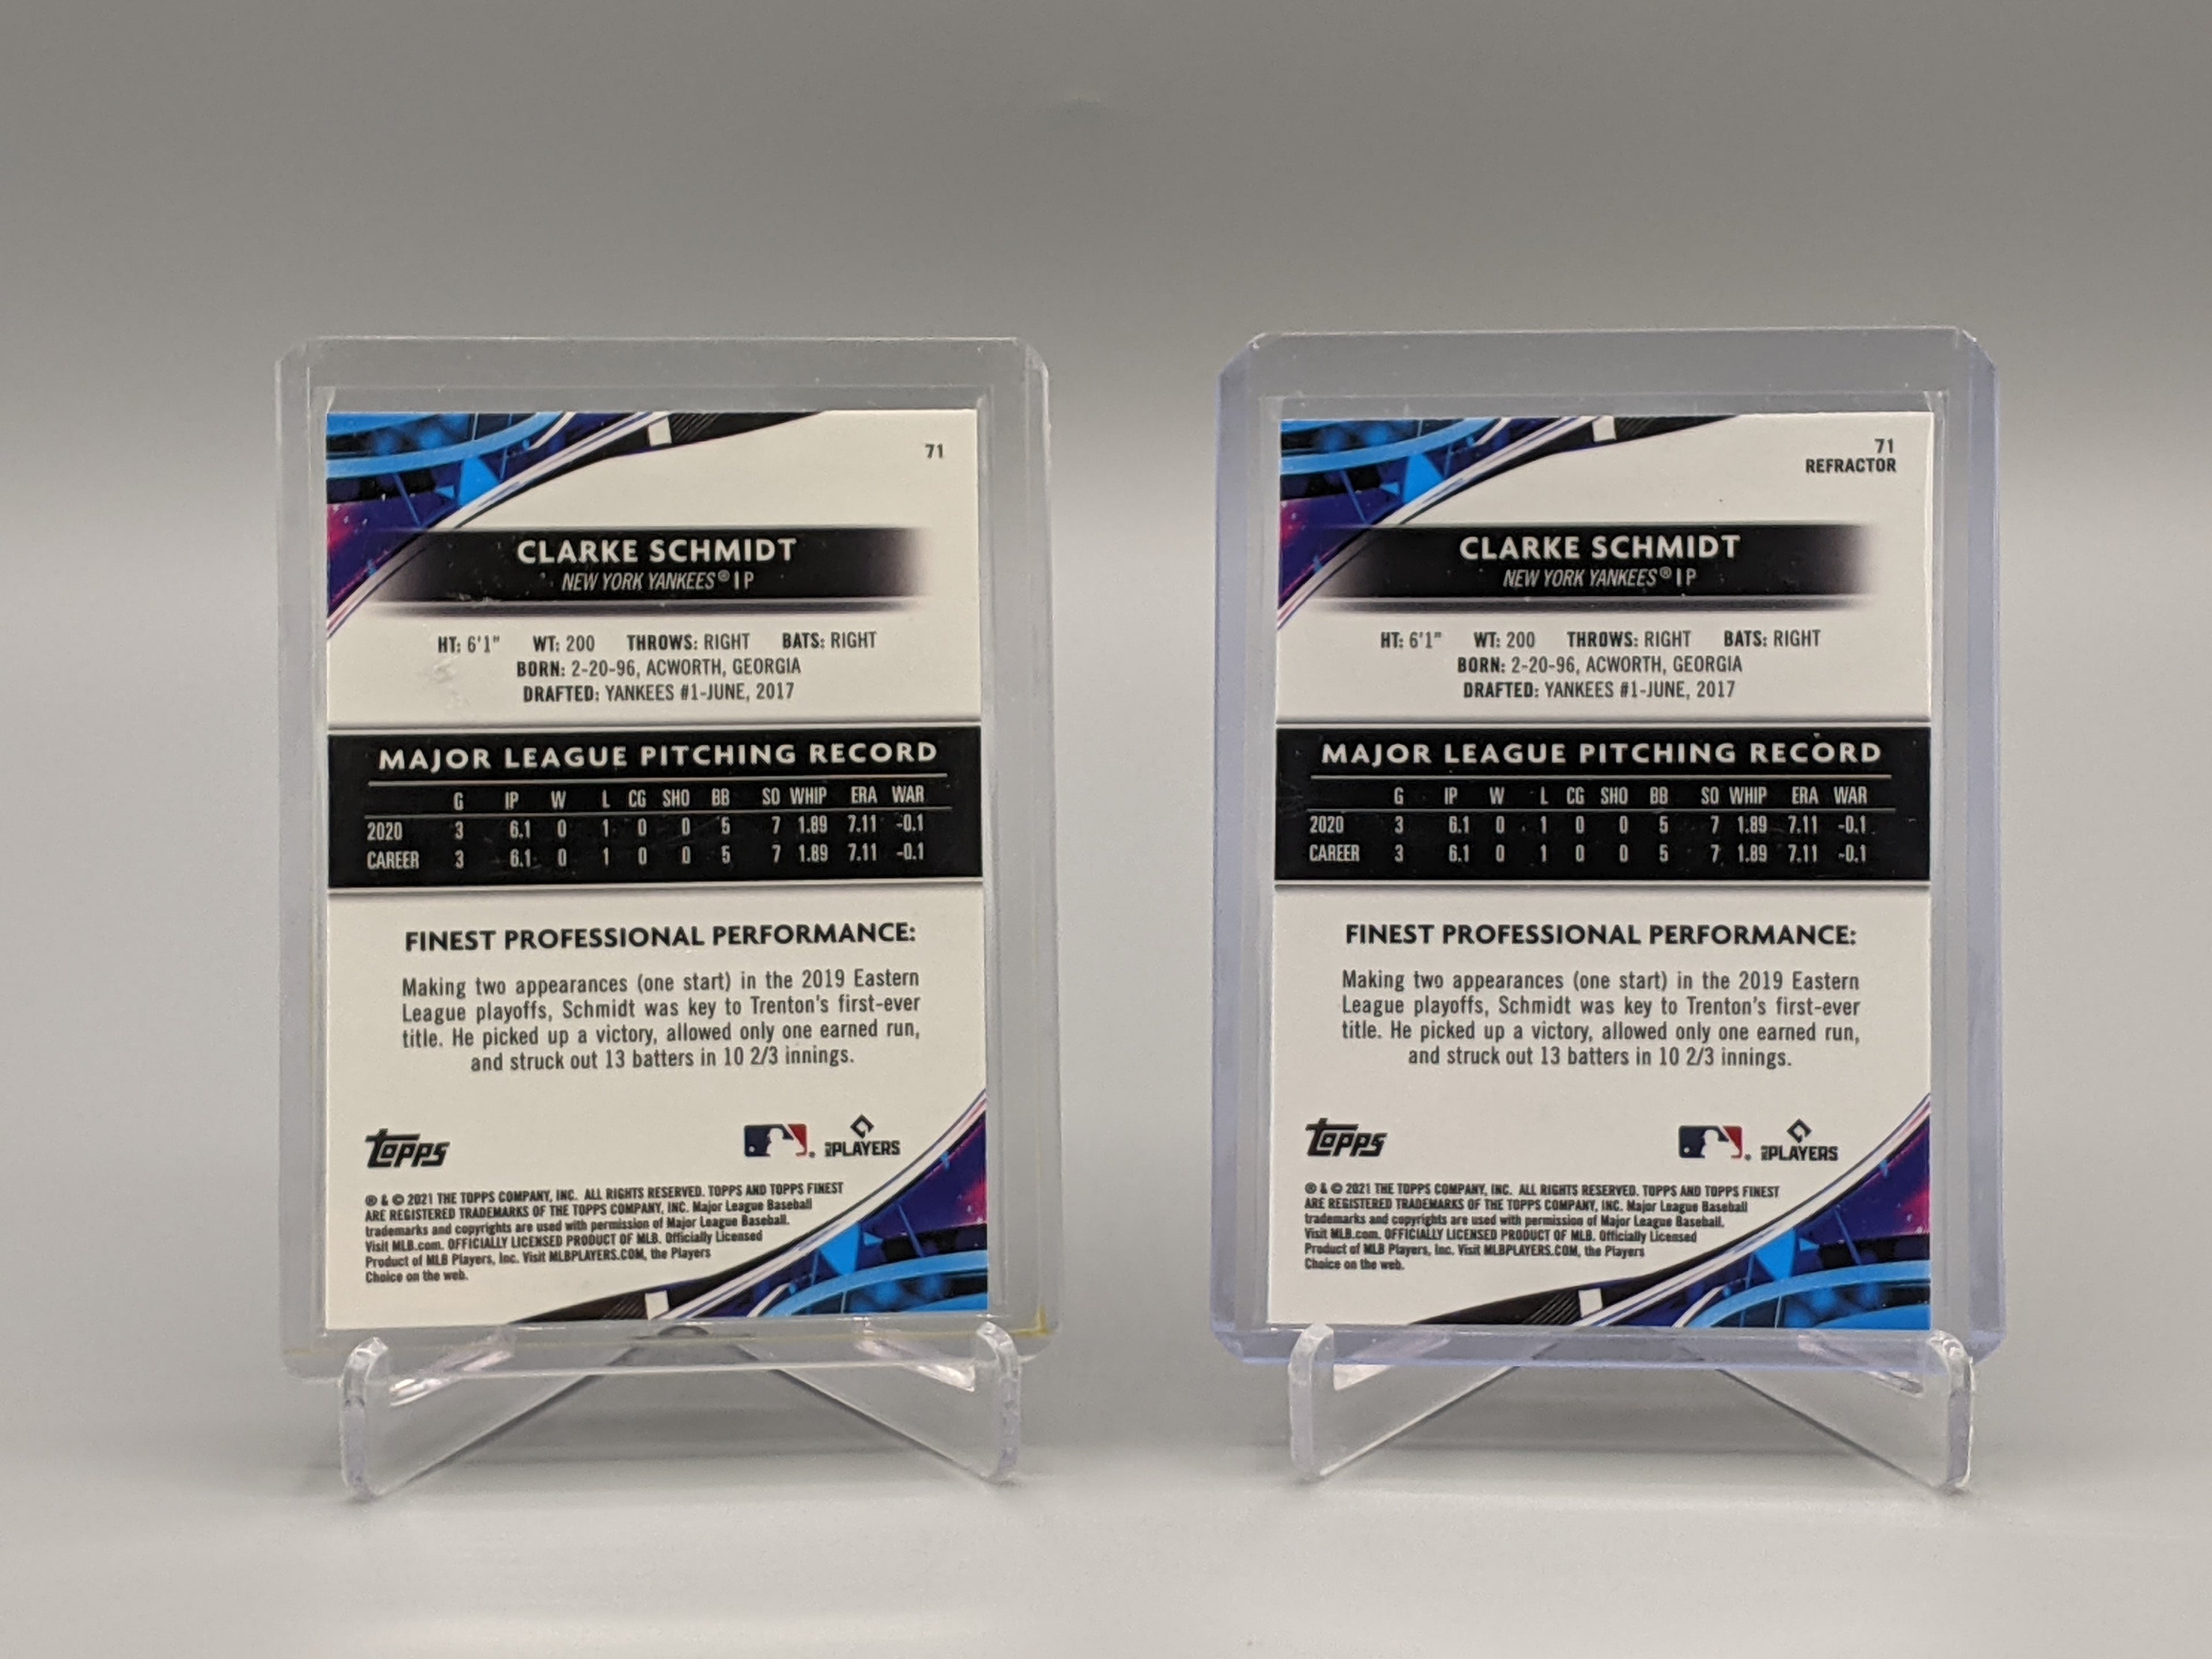 71
CLARKE SCHMIDT
NEW YORK YANKEES® | P
HT: 6'1" WT: 200 THROWS: RIGHT BATS: RIGHT
BORN: 2-20-96, ACWORTH, GEORGIA
DRAFTED: YANKEES #1-JUNE, 2017
MAJOR LEAGUE PITCHING RECORD
G IP W L CG SHO BB SO WHIP ERA WAR
2020 3 6.1 0 1 0 0 5 7 1.89 7.11 -0.1
CAREER 3 6.1 0 1 0 0 5 7 1.89 7.11 -0.1
FINEST PROFESSIONAL PERFORMANCE:
Making two appearances (one start) in the 2019 Eastern
League playoffs, Schmidt was key to Trenton's first-ever
title. He picked up a victory, allowed only one earned run,
and struck out 13 batters in 10 2/3 innings.
Topps
PLAYERS
® & © 2021 THE TOPPS COMPANY, INC. ALL RIGHTS RESERVED. TOPPS AND TOPPS FINEST
ARE REGISTERED TRADEMARKS OF THE TOPPS COMPANY, INC. Major League Baseball
trademarks and copyrights are used with permission of Major League Baseball.
Visit MLB.com. OFFICIALLY LICENSED PRODUCT OF MLB. Officially Licensed
Product of MLB Players, Inc. Visit MLBPLAYERS.COM, the Players
Choice on the web.
71
REFRACTOR
CLARKE SCHMIDT
NEW YORK YANKEES® | P
HT: 6'1" WT: 200 THROWS: RIGHT BATS: RIGHT
BORN: 2-20-96, ACWORTH, GEORGIA
DRAFTED: YANKEES #1-JUNE, 2017
MAJOR LEAGUE PITCHING RECORD
G IP W L CG SHO BB SO WHIP ERA WAR
2020 3 6.1 0 1 0 0 5 7 1.89 7.11 -0.1
CAREER 3 6.1 0 1 0 0 5 7 1.89 7.11 -0.1
FINEST PROFESSIONAL PERFORMANCE:
Making two appearances (one start) in the 2019 Eastern
League playoffs, Schmidt was key to Trenton's first-ever
title. He picked up a victory, allowed only one earned run,
and struck out 13 batters in 10 2/3 innings.
Topps
PLAYERS
® & © 2021 THE TOPPS COMPANY, INC. ALL RIGHTS RESERVED. TOPPS AND TOPPS FINEST
ARE REGISTERED TRADEMARKS OF THE TOPPS COMPANY, INC. Major League Baseball
trademarks and copyrights are used with permission of Major League Baseball.
Visit MLB.com. OFFICIALLY LICENSED PRODUCT OF MLB. Officially Licensed
Product of MLB Players, Inc. Visit MLBPLAYERS.COM, the Players
Choice on the web.